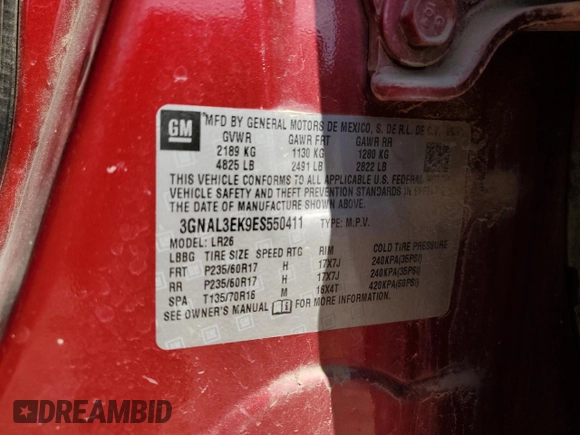 GM
MFD BY GENERAL MOTORS DE MEXICO, S. DE R.L. DE
GVWR GAWR FRT GAWR RR
2189 KG 1130 KG 1280 KG
4825 LB 2491 LB 2822 LB
THIS VEHICLE CONFORMS TO ALL APPLICABLE U.S. FEDERAL
VEHICLE SAFETY AND THEFT PREVENTION STANDARDS IN
EFFECT ON THE DATE OF MANUFACTURE
SHOWN ABOVE.
3GNAL3EK9ES550411 TYPE: M.P.V.
MODEL: LR26
LBBG TIRE SIZE SPEED RTG RIM COLD TIRE PRESSURE
FRT P235/60R17 H 17X7J 240KPA(35PSI)
RR P235/60R17 H 17X7J 240KPA(35PSI)
SPA T135/70R16 M 16X4T 420KPA(60PSI)
SEE OWNER'S MANUAL FOR MORE INFORMATION.
DREAMBID